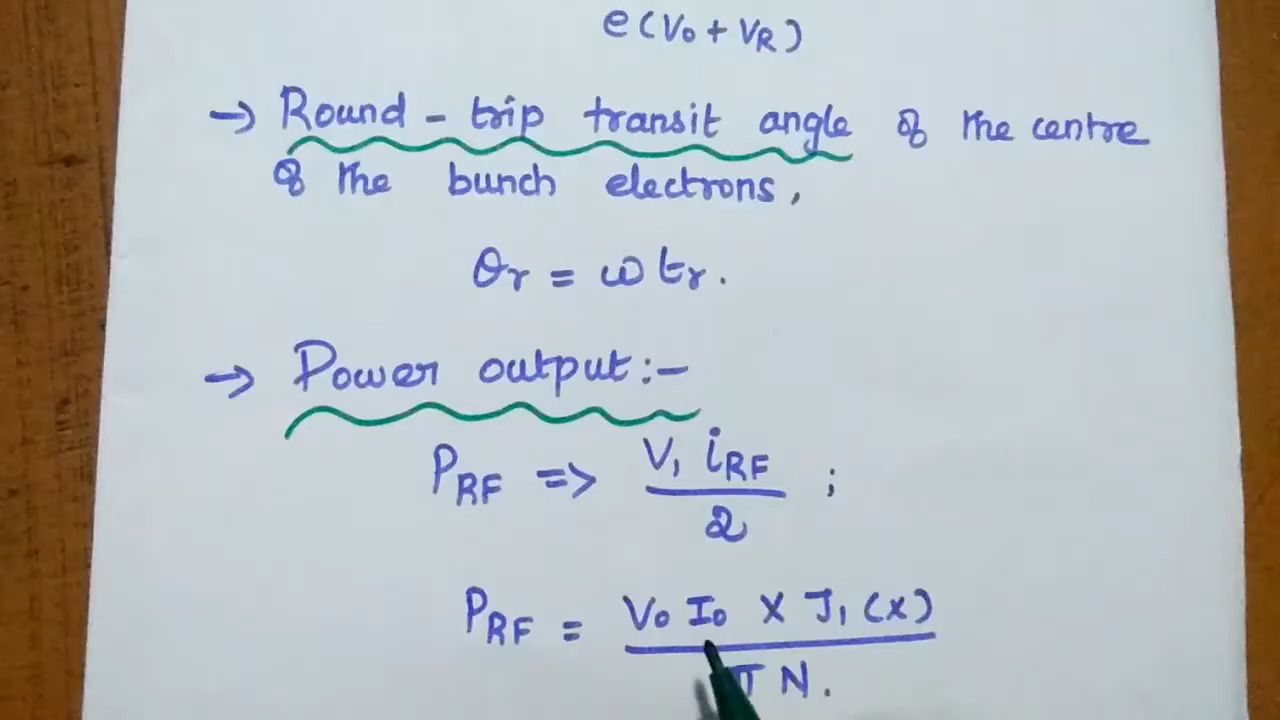 e(V₀ + V_R)
→ Round - trip transit angle of the centre
of the bunch electrons,
θr = ω tr.
→ Power output:-
P_RF => V₁ i_RF / 2 ;
P_RF = V₀ I₀ X J₁ (X) / π N.